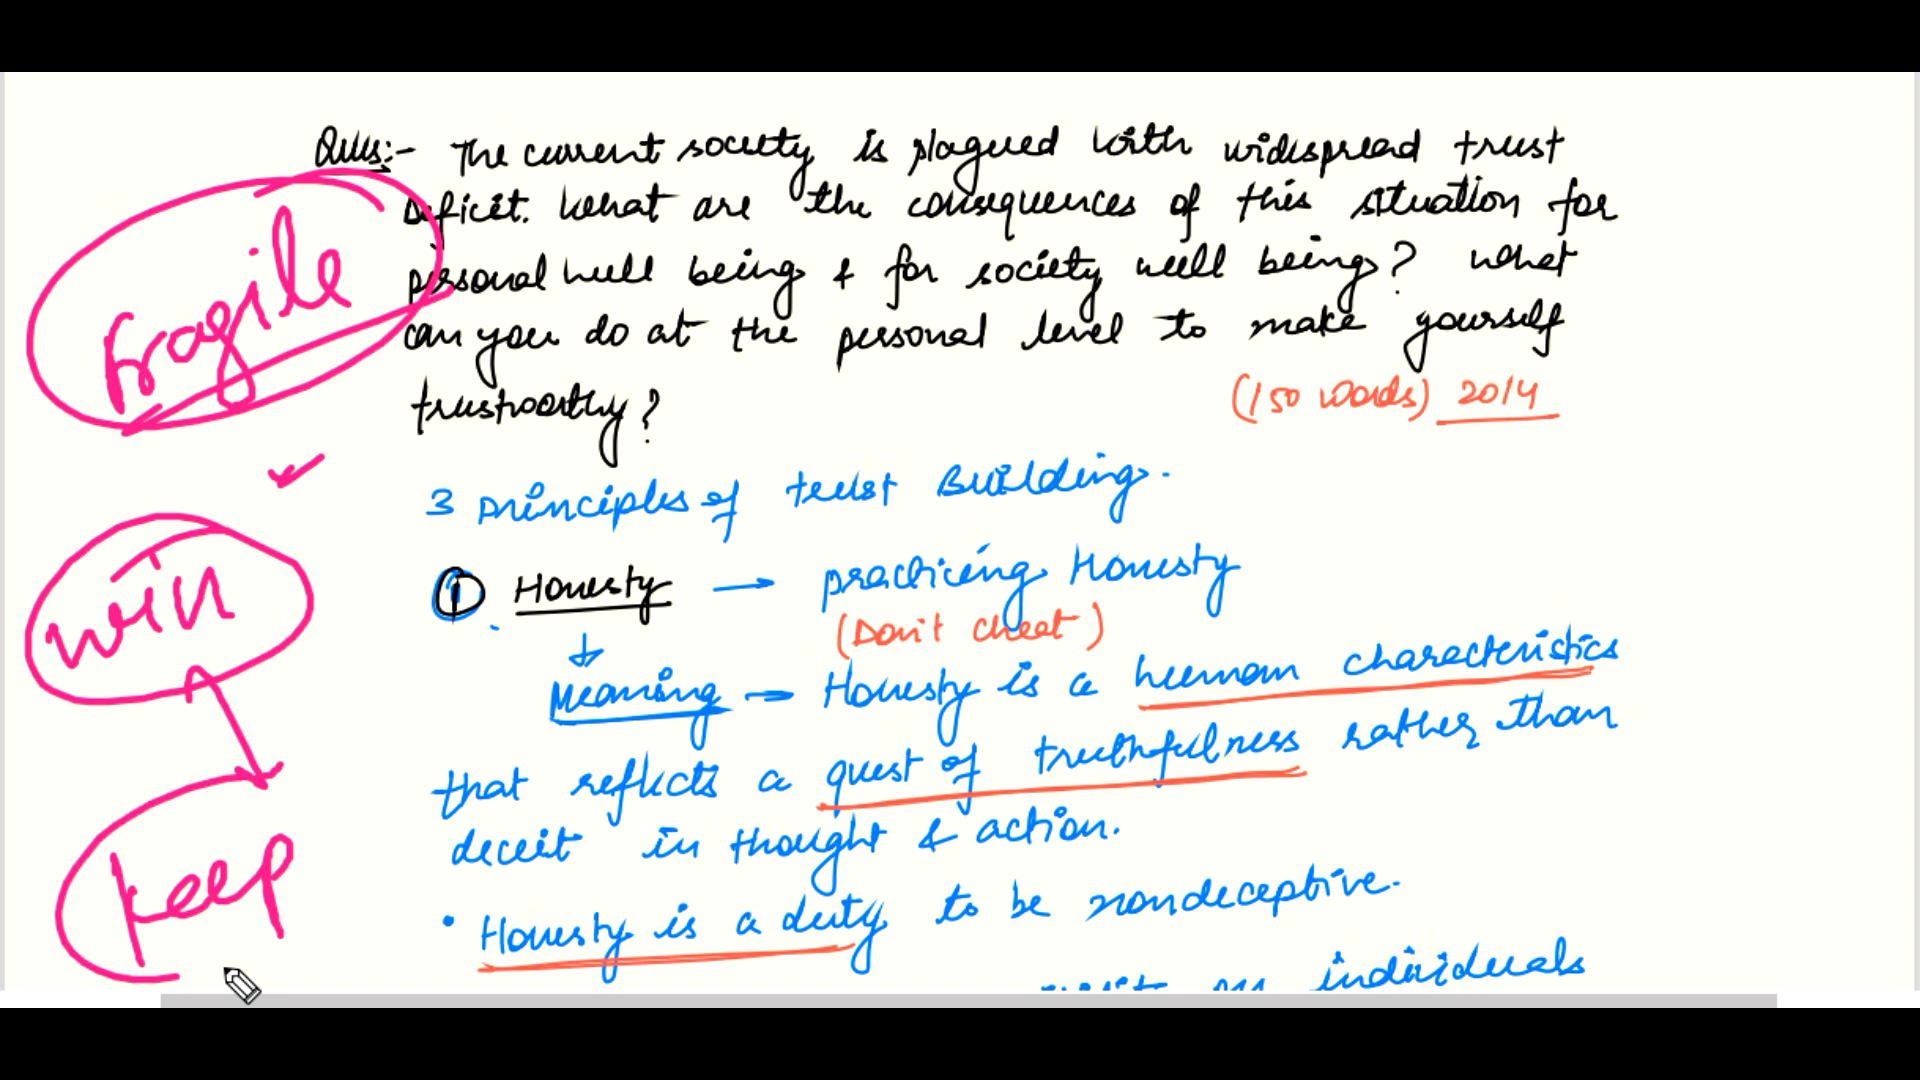 Ques:- The current society is plagued with widespread trust
Deficit. What are the consequences of this situation for
personal well being & for society well being? What
can you do at the personal level to make yourself
trustworthy?
(150 words) 2014
3 principles of trust Building.
① Honesty → practicing Honesty
(Don't cheat)
Meaning → Honesty is a human characteristics
that reflects a quest of truthfulness rather than
deceit in thought & action.
• Honesty is a duty to be nondeceptive.
individuals
fragile
win
keep